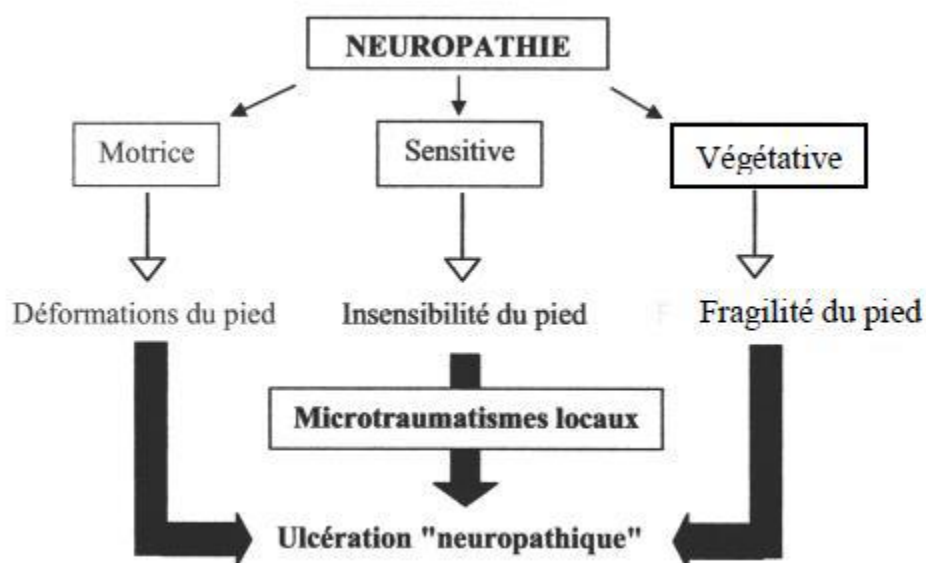 NEUROPATHIE
Motrice
Sensitive
Végétative
Déformations du pied
Insensibilité du pied
Fragilité du pied
Microtraumatismes locaux
Ulcération "neuropathique"